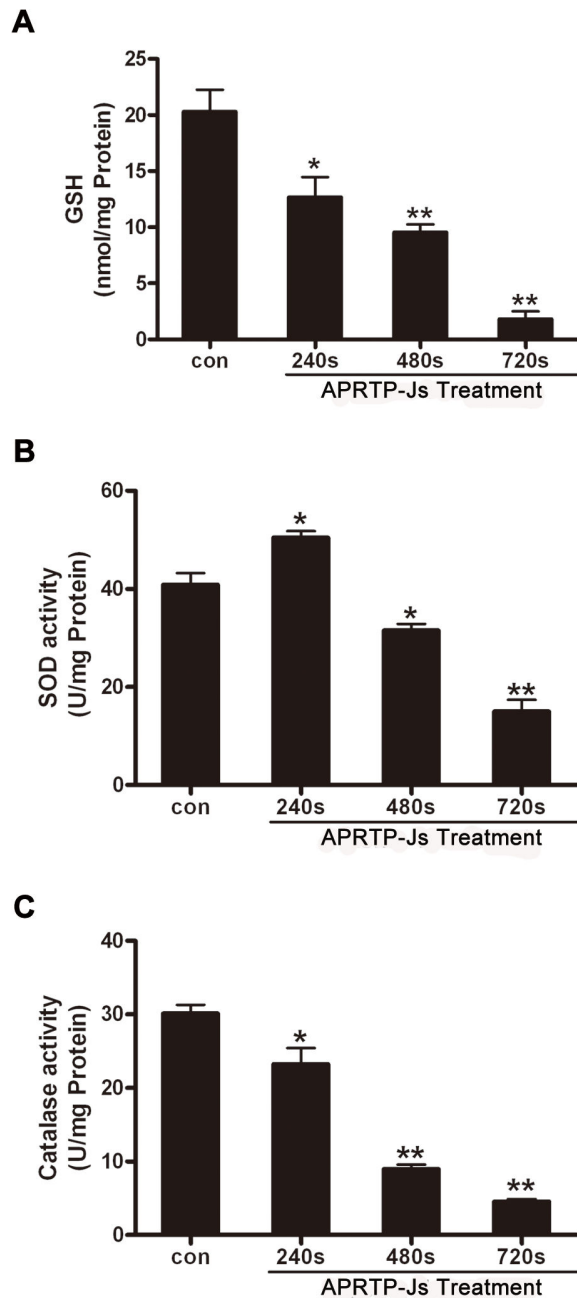 A
GSH
(nmol/mg Protein)
25
20
15
10
5
0
*
**
**
con 240s 480s 720s
APRTP-Js Treatment
B
SOD activity
(U/mg Protein)
60
40
20
0
*
*
**
con 240s 480s 720s
APRTP-Js Treatment
C
Catalase activity
(U/mg Protein)
40
30
20
10
0
*
**
**
con 240s 480s 720s
APRTP-Js Treatment